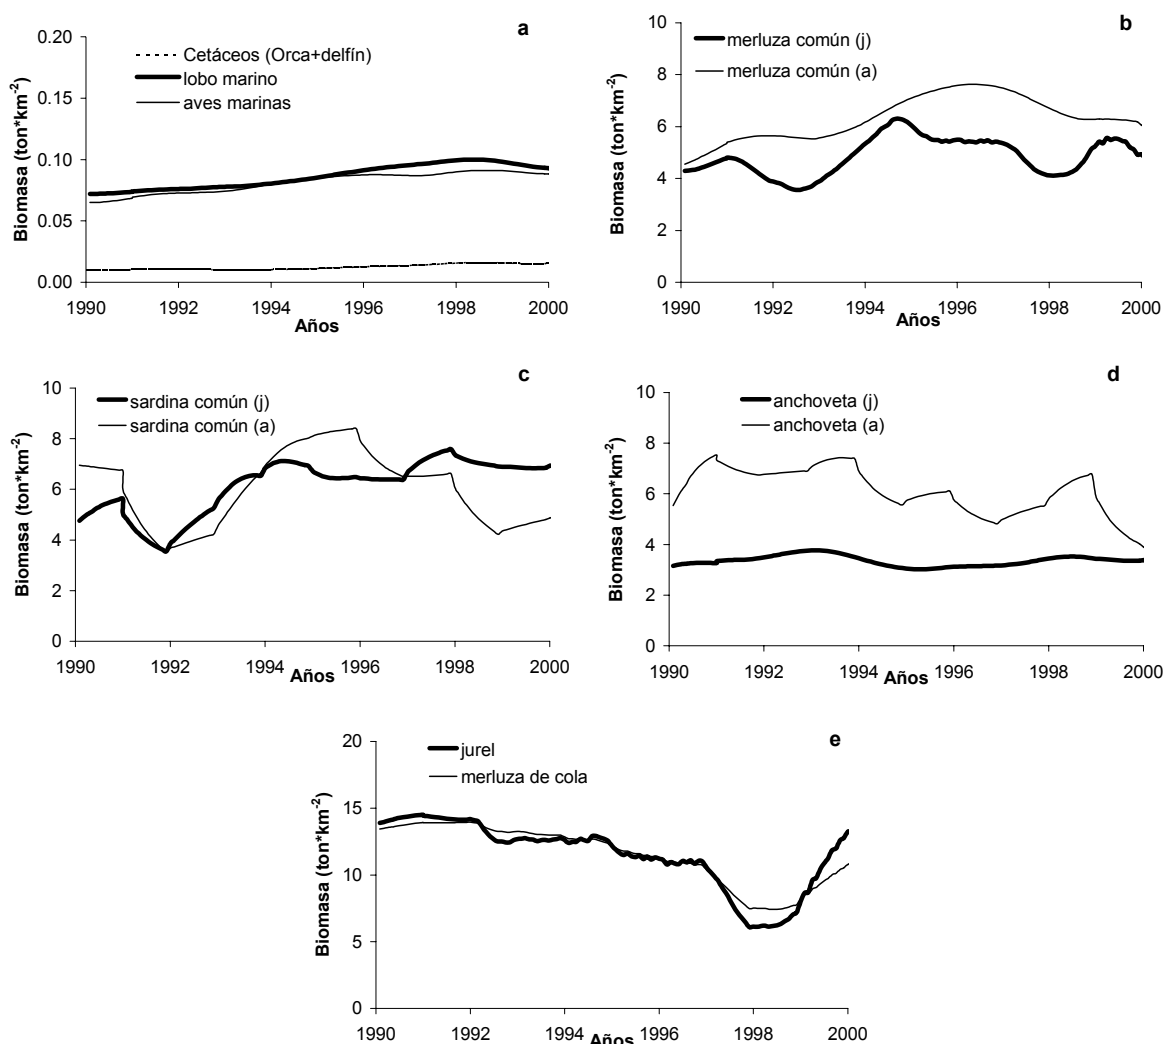 a
0.20
0.15
0.10
0.05
0.00
Biomasa (ton*km-2)
Cetáceos (Orca+delfín)
lobo marino
aves marinas
1990 1992 1994 1996 1998 2000
Años
b
10
8
6
4
2
0
Biomasa (ton*km-2)
merluza común (j)
merluza común (a)
1990 1992 1994 1996 1998 2000
Años
c
10
8
6
4
2
0
Biomasa (ton*km-2)
sardina común (j)
sardina común (a)
1990 1992 1994 1996 1998 2000
Años
d
10
8
6
4
2
0
Biomasa (ton*km-2)
anchoveta (j)
anchoveta (a)
1990 1992 1994 1996 1998 2000
Años
e
20
15
10
5
0
Biomasa (ton*km-2)
jurel
merluza de cola
1990 1992 1994 1996 1998 2000
Años